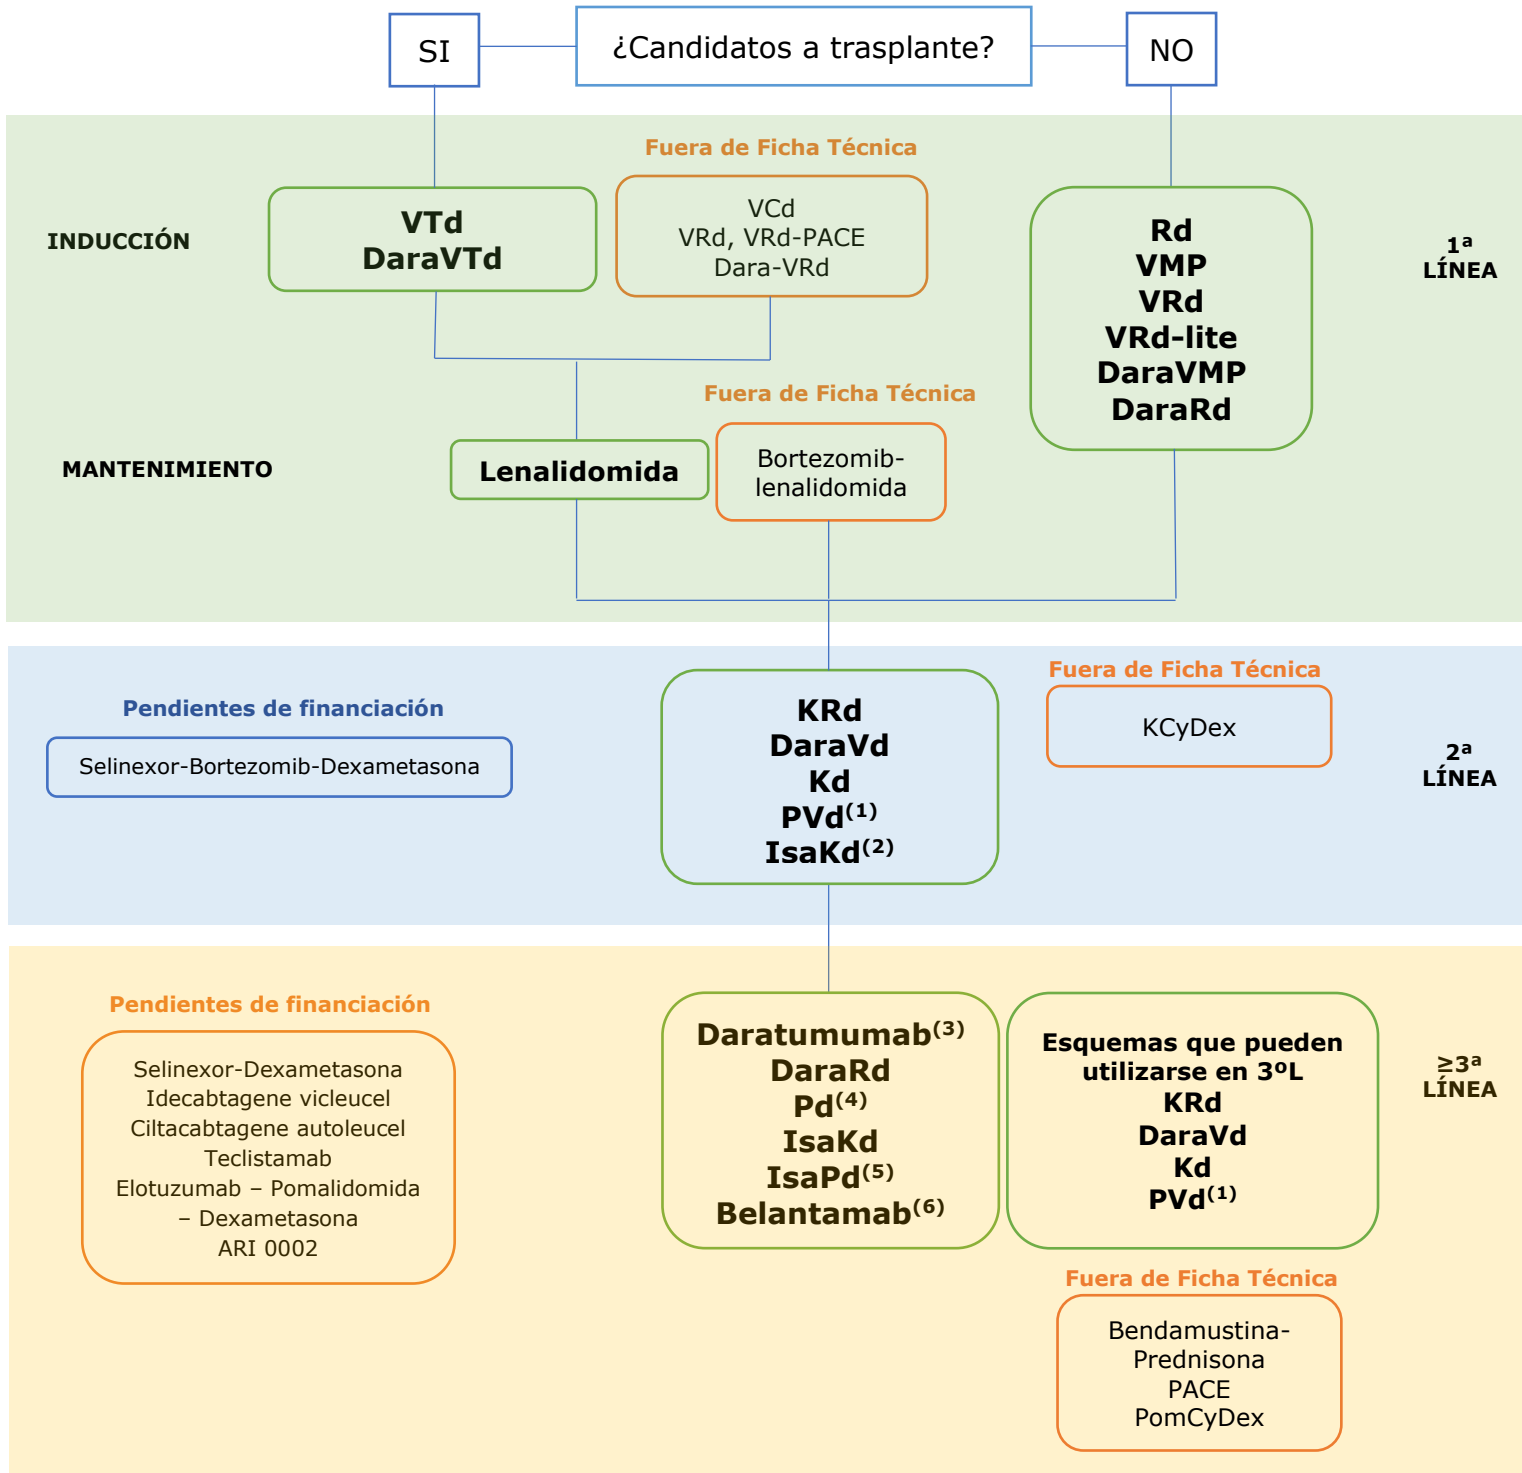 SI
¿Candidatos a trasplante?
NO
Fuera de Ficha Técnica
INDUCCIÓN
VTd
DaraVTd
VCd
VRd, VRd-PACE
Dara-VRd
Rd
VMP
VRd
VRd-lite
DaraVMP
DaraRd
1ª
LÍNEA
Fuera de Ficha Técnica
MANTENIMIENTO
Lenalidomida
Bortezomib-
lenalidomida
Pendientes de financiación
Selinexor-Bortezomib-Dexametasona
KRd
DaraVd
Kd
PVd(1)
IsaKd(2)
Fuera de Ficha Técnica
KCyDex
2ª
LÍNEA
Pendientes de financiación
Selinexor-Dexametasona
Idecabtagene vicleucel
Ciltacabtagene autoleucel
Teclistamab
Elotuzumab – Pomalidomida
– Dexametasona
ARI 0002
Daratumumab(3)
DaraRd
Pd(4)
IsaKd
IsaPd(5)
Belantamab(6)
Esquemas que pueden
utilizarse en 3ºL
KRd
DaraVd
Kd
PVd(1)
≥3ª
LÍNEA
Fuera de Ficha Técnica
Bendamustina-
Prednisona
PACE
PomCyDex